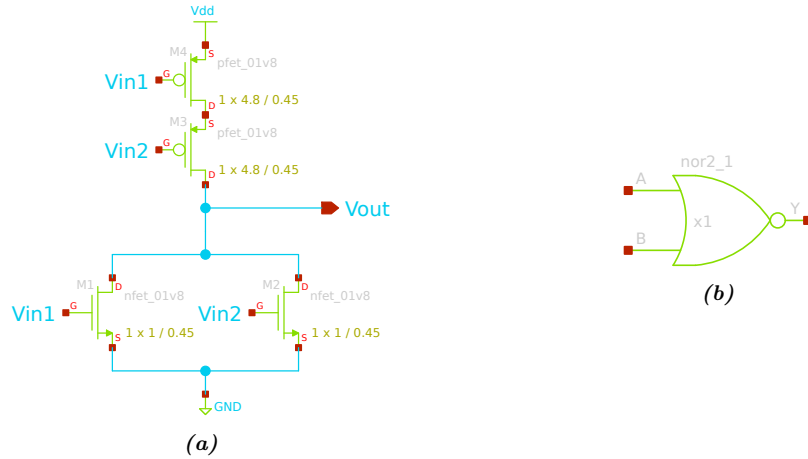 Vdd
M4
S
G
Vin1
pfet_01v8
D
1 x 4.8 / 0.45
M3
S
G
Vin2
pfet_01v8
D
1 x 4.8 / 0.45
Vout
M1
D
nfet_01v8
G
Vin1
S
1 x 1 / 0.45
M2
D
nfet_01v8
G
Vin2
S
1 x 1 / 0.45
GND
(a)
nor2_1
A
x1
Y
B
(b)